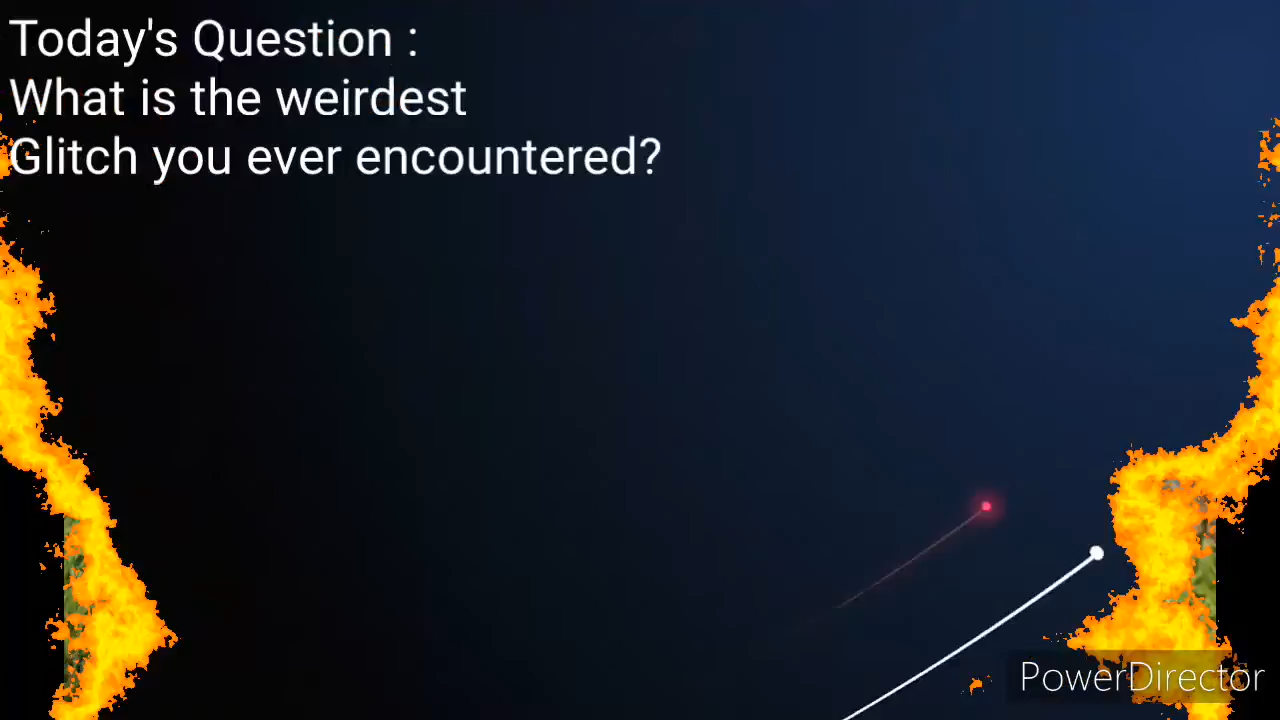 Today's Question :
What is the weirdest
Glitch you ever encountered?
PowerDirector